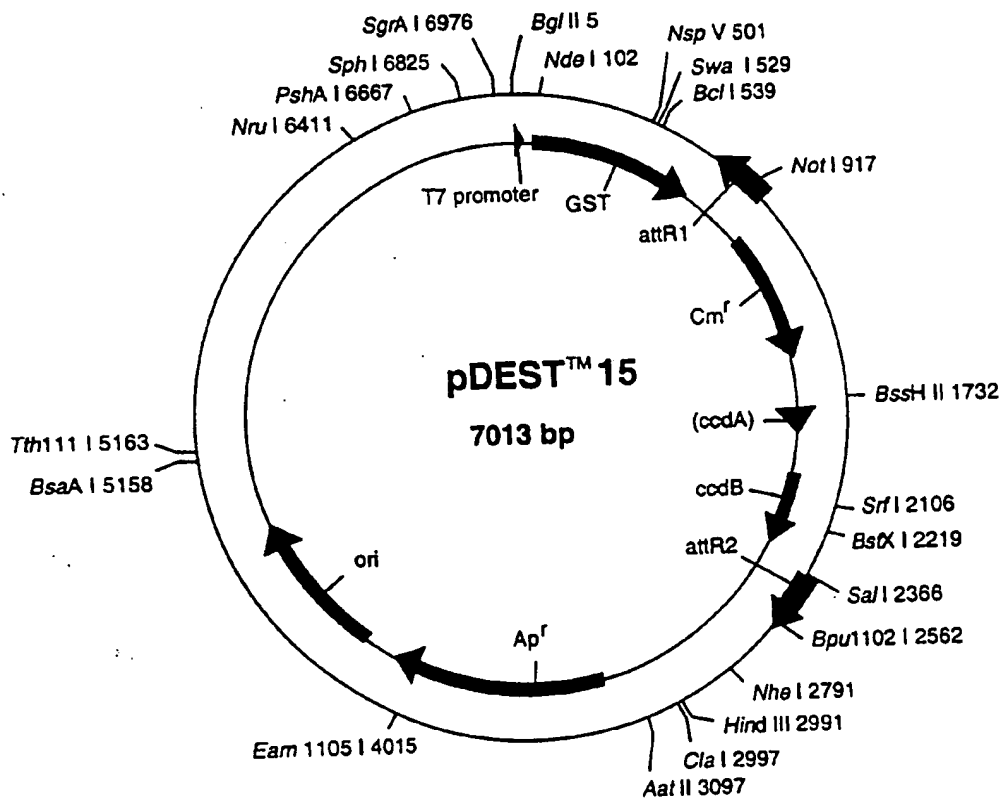 SgrA I 6976
Bgl II 5
Nsp V 501
Sph I 6825
Nde I 102
Swa I 529
PshA I 6667
Bcl I 539
Nru I 6411
Not I 917
T7 promoter
GST
attR1
Cmʳ
pDEST™ 15
7013 bp
BssH II 1732
(ccdA)
Tth111 I 5163
BsaA I 5158
ccdB
Srf I 2106
BstX I 2219
attR2
ori
Sal I 2366
Bpu1102 I 2562
Apʳ
Nhe I 2791
Hind III 2991
Eam 1105 I 4015
Cla I 2997
Aat II 3097